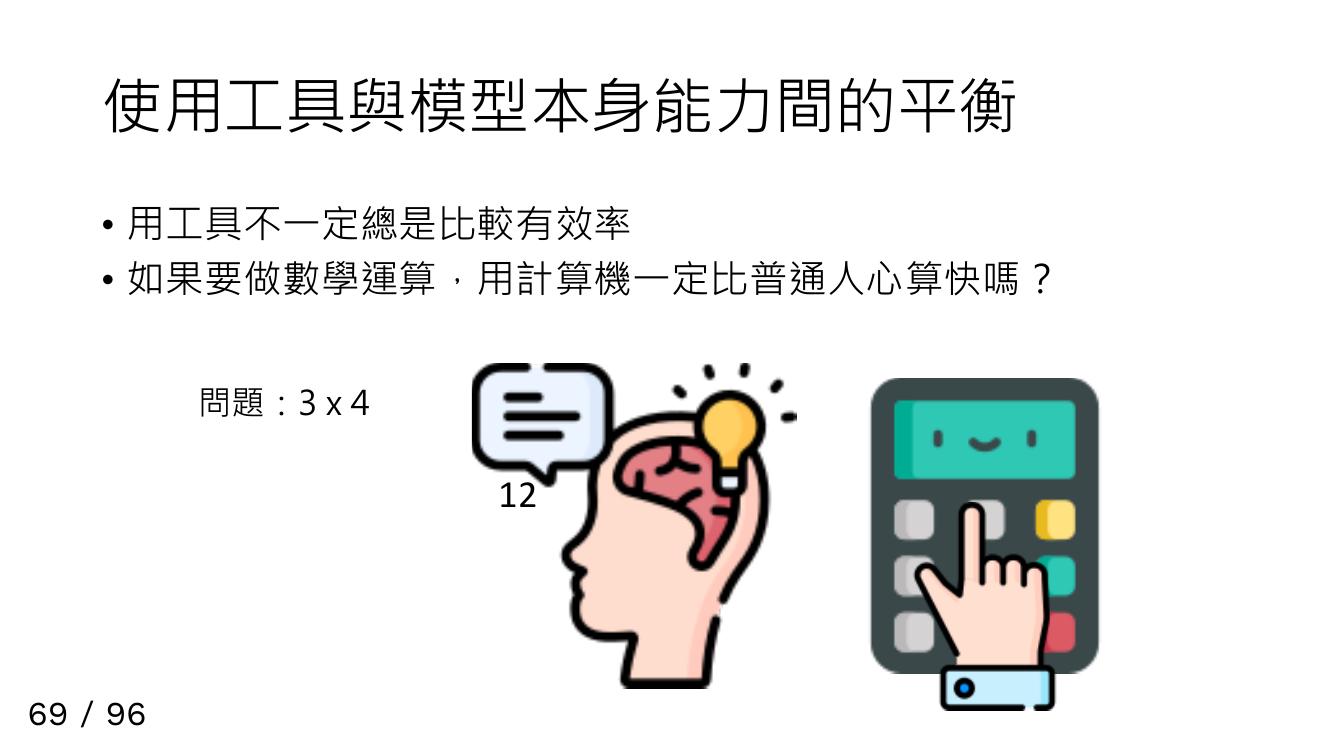 使用工具與模型本身能力間的平衡
• 用工具不一定總是比較有效率
• 如果要做數學運算，用計算機一定比普通人心算快嗎？
問題：3 x 4
12
69 / 96